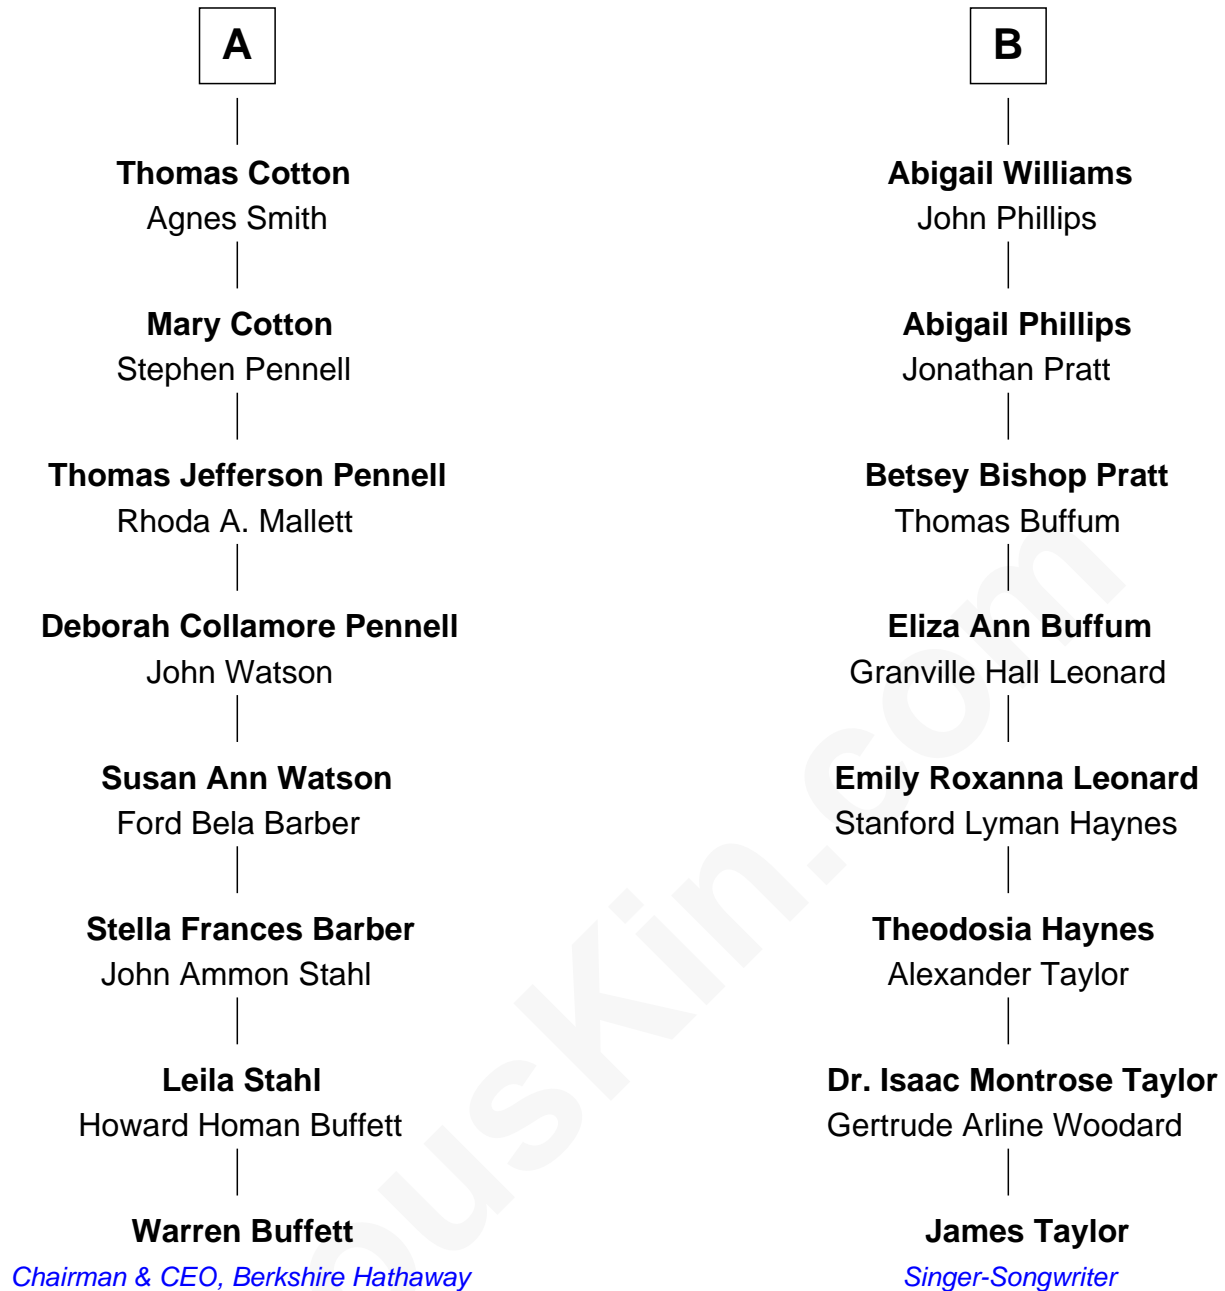 A
Thomas Cotton
Agnes Smith
Mary Cotton
Stephen Pennell
Thomas Jefferson Pennell
Rhoda A. Mallett
Deborah Collamore Pennell
John Watson
Susan Ann Watson
Ford Bela Barber
Stella Frances Barber
John Ammon Stahl
Leila Stahl
Howard Homan Buffett
Warren Buffett
Chairman & CEO, Berkshire Hathaway
B
Abigail Williams
John Phillips
Abigail Phillips
Jonathan Pratt
Betsey Bishop Pratt
Thomas Buffum
Eliza Ann Buffum
Granville Hall Leonard
Emily Roxanna Leonard
Stanford Lyman Haynes
Theodosia Haynes
Alexander Taylor
Dr. Isaac Montrose Taylor
Gertrude Arline Woodard
James Taylor
Singer-Songwriter
ousKin.com